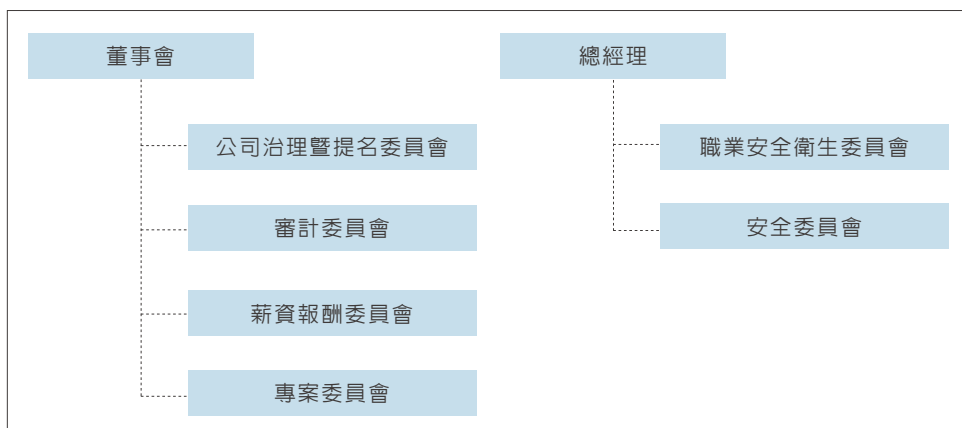 董事會
公司治理暨提名委員會
審計委員會
薪資報酬委員會
專案委員會
總經理
職業安全衛生委員會
安全委員會